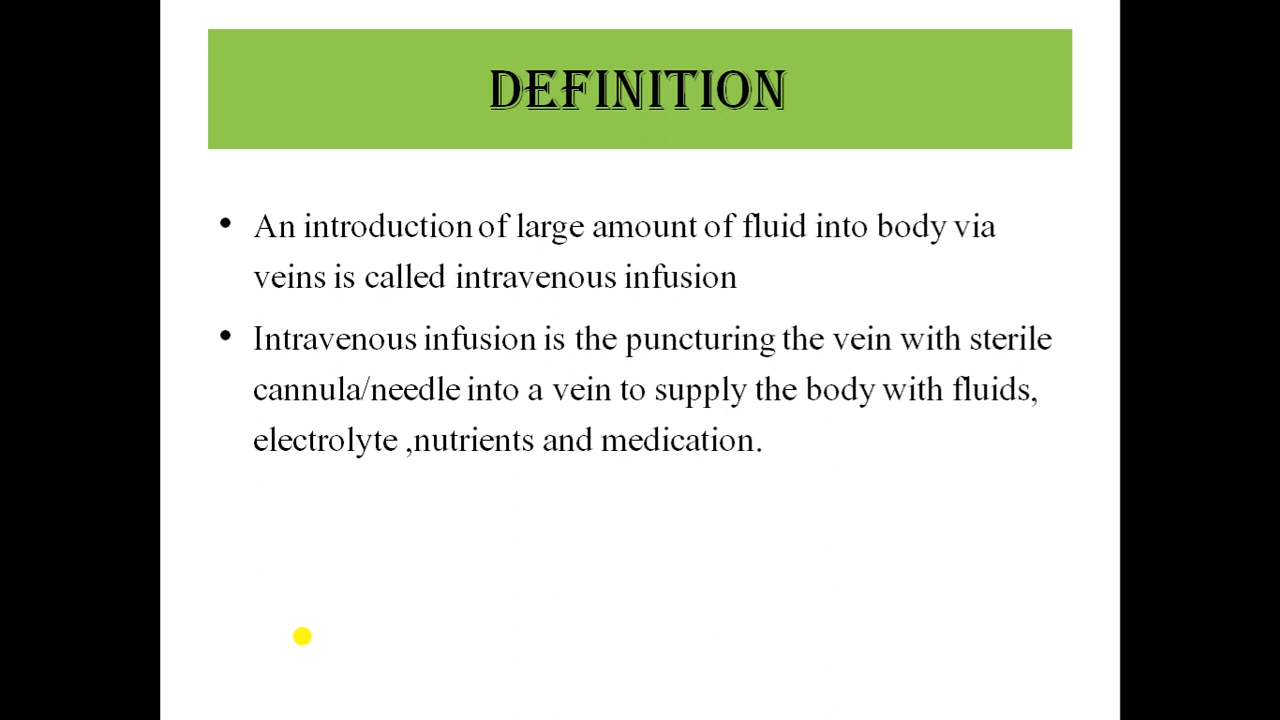 DEFINITION
• An introduction of large amount of fluid into body via
veins is called intravenous infusion
• Intravenous infusion is the puncturing the vein with sterile
cannula/needle into a vein to supply the body with fluids,
electrolyte ,nutrients and medication.